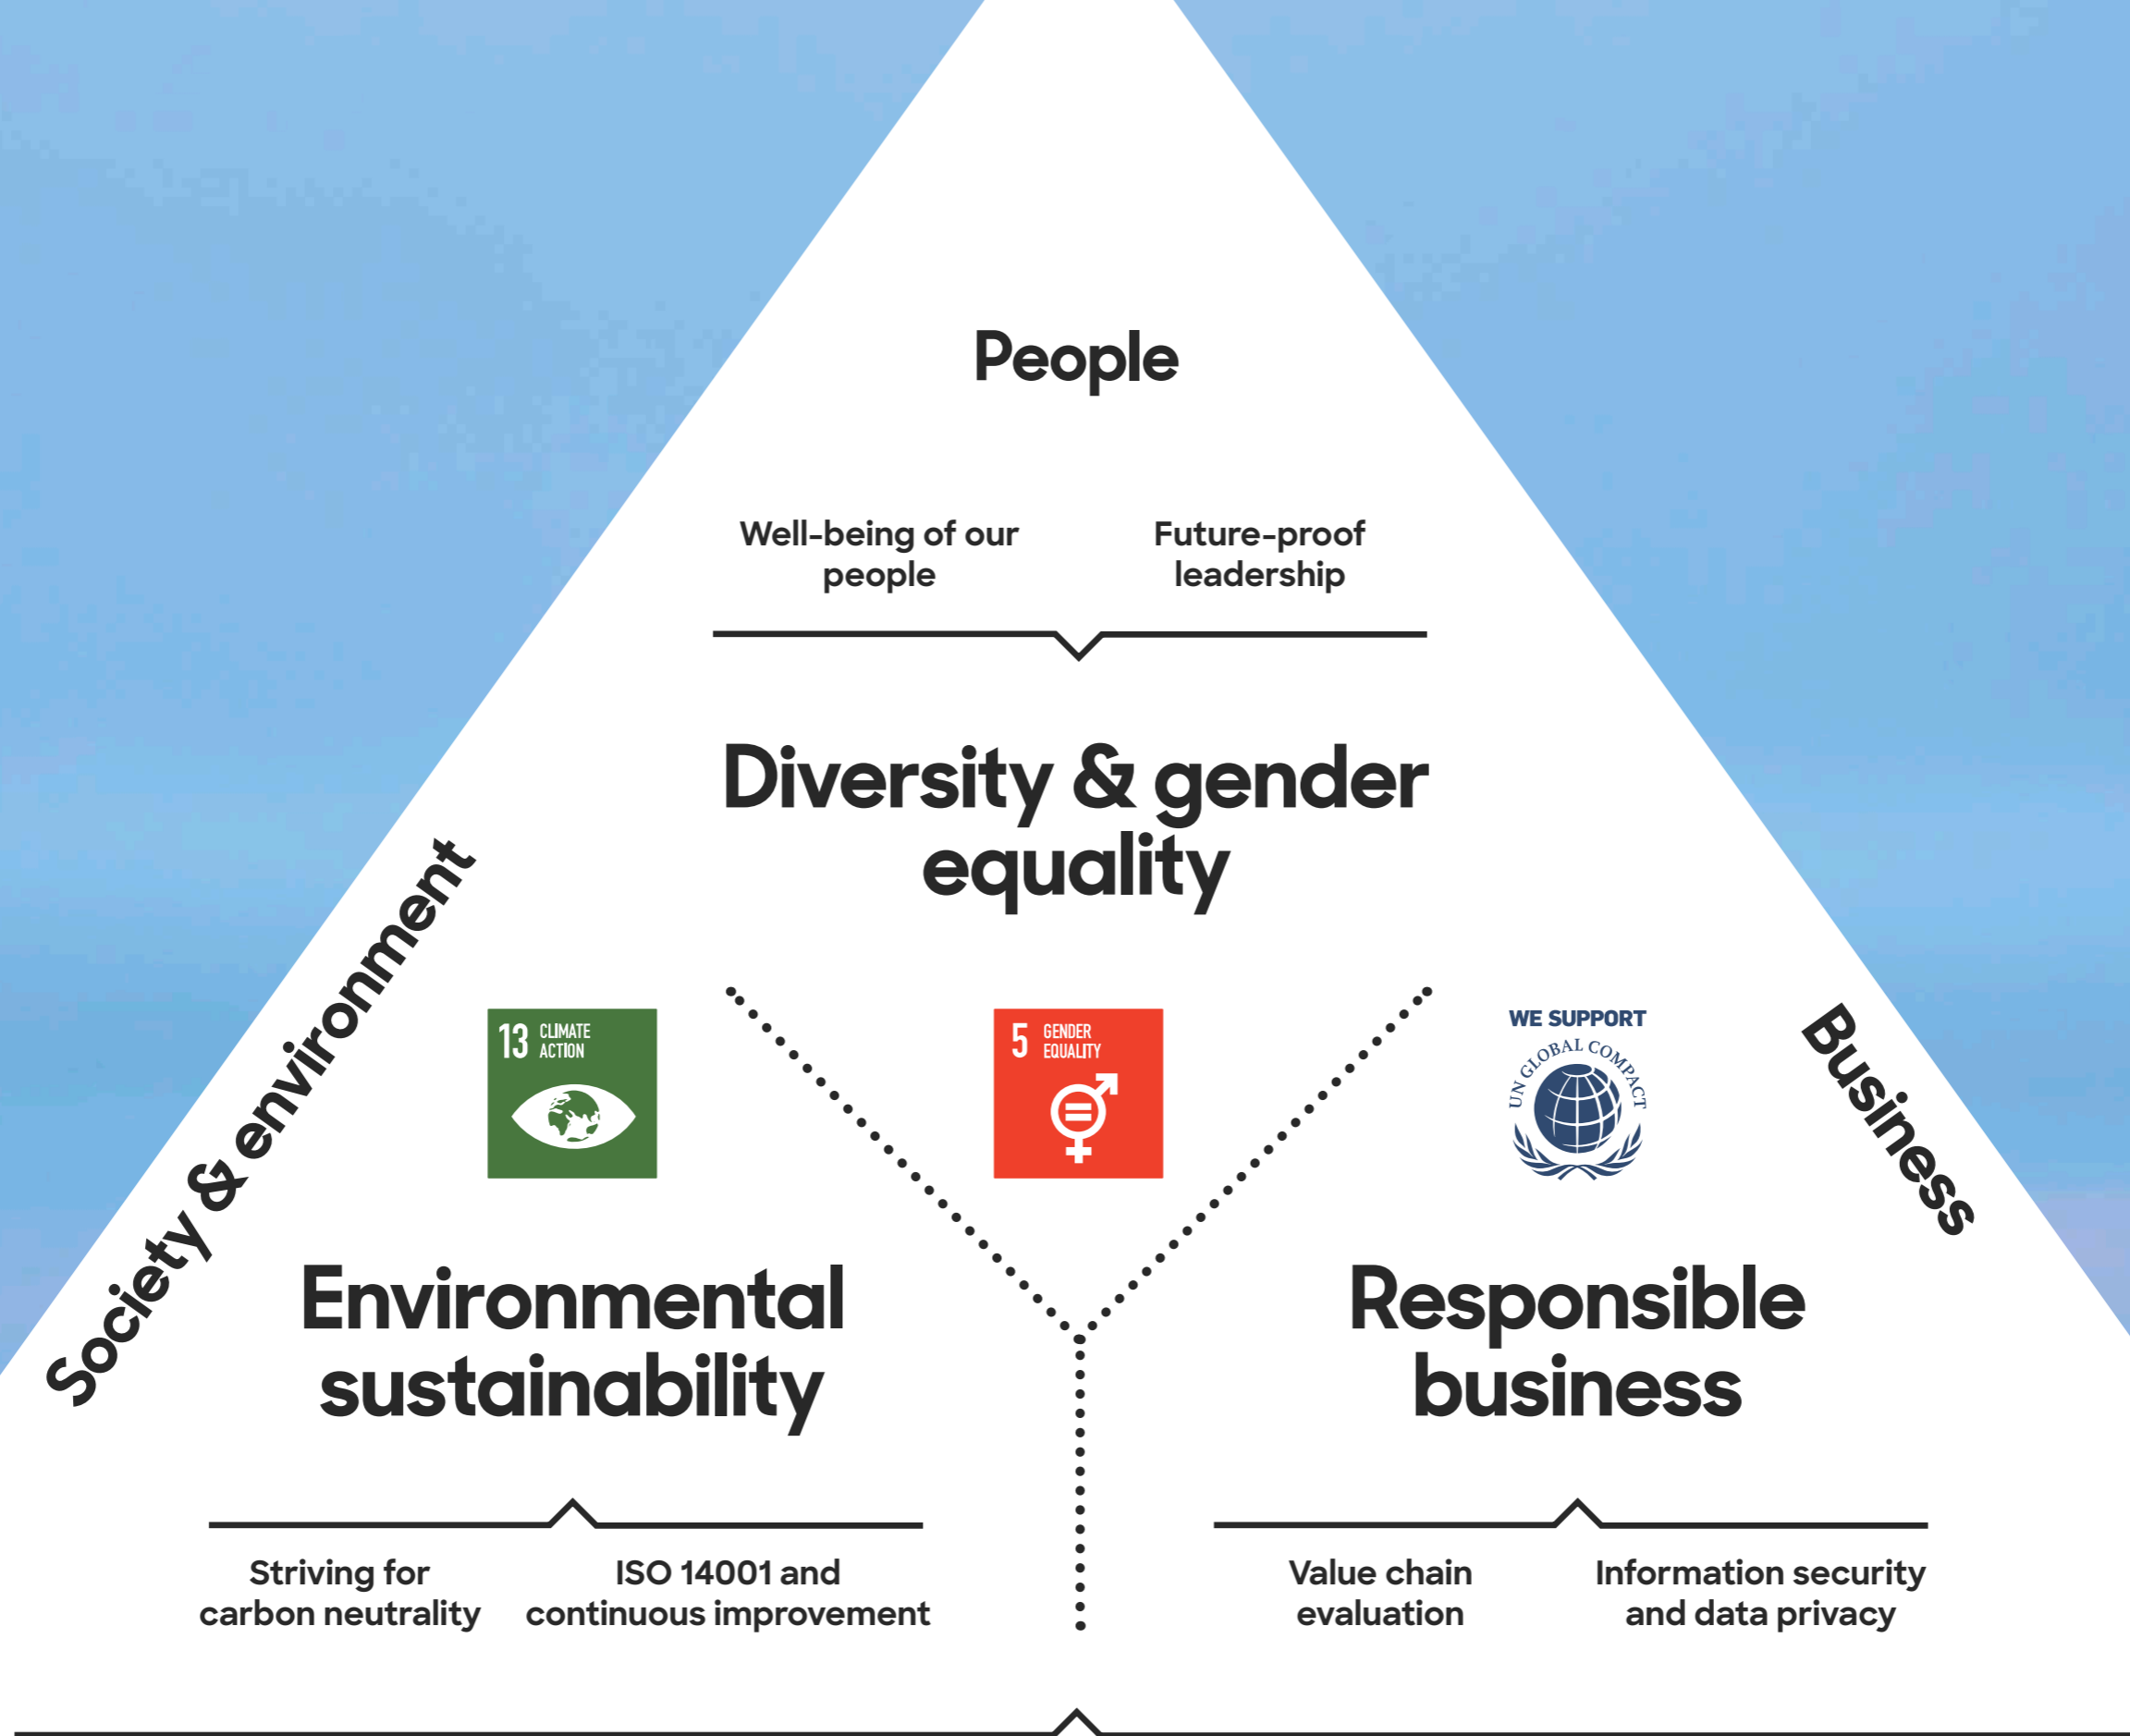 People
Well-being of our
people
Future-proof
leadership
Diversity & gender
equality
Society & environment
13 CLIMATE
ACTION
5 GENDER
EQUALITY
WE SUPPORT
UN GLOBAL COMPACT
Business
Environmental
sustainability
Responsible
business
Striving for
carbon neutrality
ISO 14001 and
continuous improvement
Value chain
evaluation
Information security
and data privacy